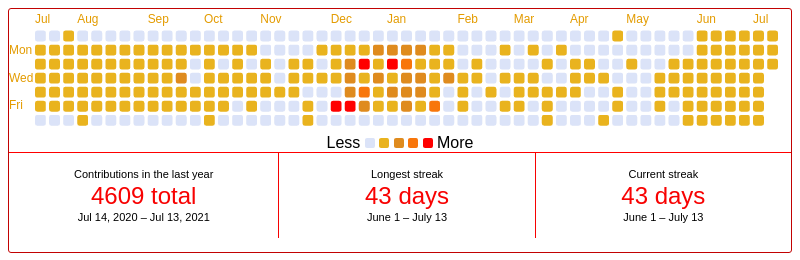 Jul Aug Sep Oct Nov Dec Jan Feb Mar Apr May Jun Jul
Mon
Wed
Fri
Less More
Contributions in the last year
4609 total
Jul 14, 2020 – Jul 13, 2021
Longest streak
43 days
June 1 – July 13
Current streak
43 days
June 1 – July 13